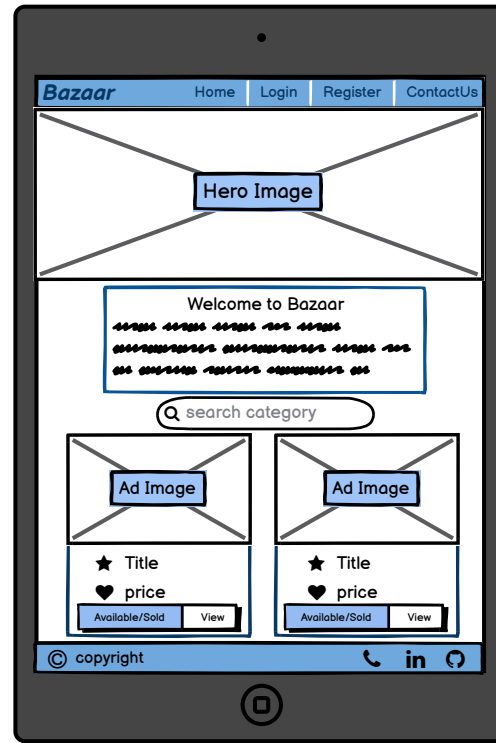 Bazaar Home Login Register ContactUs
Hero Image
Welcome to Bazaar
search category
Ad Image Ad Image
Title Title
price price
Available/Sold View Available/Sold View
© copyright in